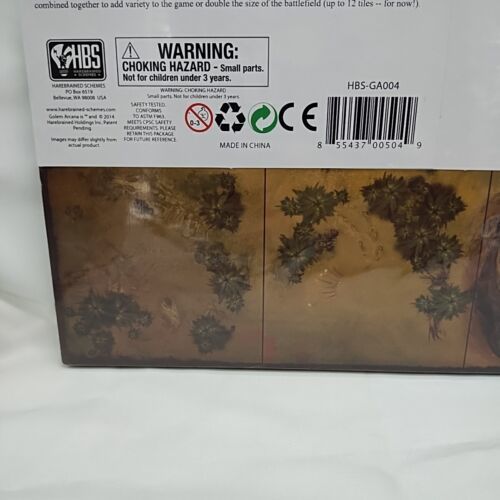 combined together to add variety to the game or double the size of the battlefield (up to 12 tiles -- for now!).
HBS
HAREBRAINED
SCHEMES
HAREBRAINED SCHEMES
PO Box 6519
Bellevue, WA 98008 USA
www.harebrained-schemes.com
Golem Arcana is ™ and © 2014
Harebrained Holdings Inc. Patent
Pending.
Images may differ slightly from
actual product.
WARNING:
CHOKING HAZARD - Small parts.
Not for children under 3 years.
WARNING: CHOKING HAZARD
Small parts. Not for children under 3 years.
SAFETY TESTED.
CONFORMS
TO ASTM F963.
MEETS CPSC SAFETY
REQUIREMENTS. PLEASE
RETAIN THIS PACKAGE
FOR FUTURE REFERENCE.
0-3
CE
MADE IN CHINA
HBS-GA004
8 55437 00504 9